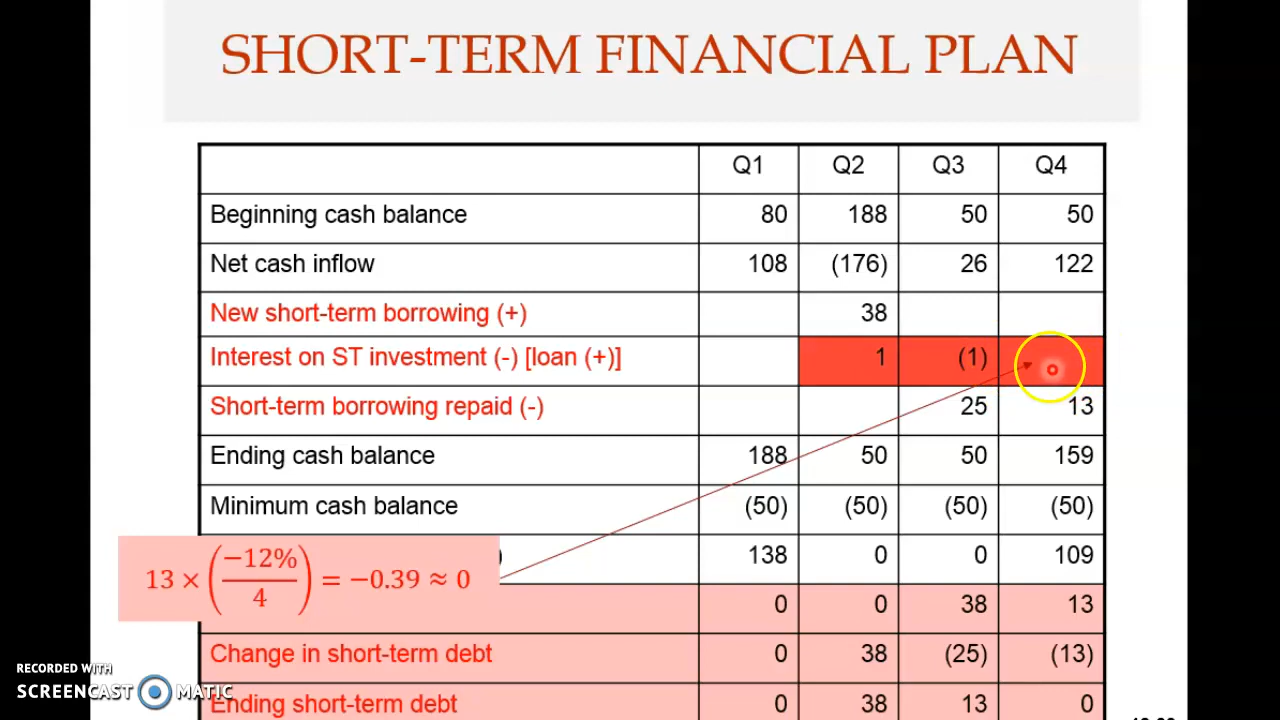 SHORT-TERM FINANCIAL PLAN
Q1 Q2 Q3 Q4
Beginning cash balance 80 188 50 50
Net cash inflow 108 (176) 26 122
New short-term borrowing (+) 38
Interest on ST investment (-) [loan (+)] 1 (1)
Short-term borrowing repaid (-) 25 13
Ending cash balance 188 50 50 159
Minimum cash balance (50) (50) (50) (50)
) 138 0 0 109
13 × (−12% / 4) = −0.39 ≈ 0
0 0 38 13
Change in short-term debt 0 38 (25) (13)
Ending short-term debt 0 38 13 0
RECORDED WITH
SCREENCAST MATIC